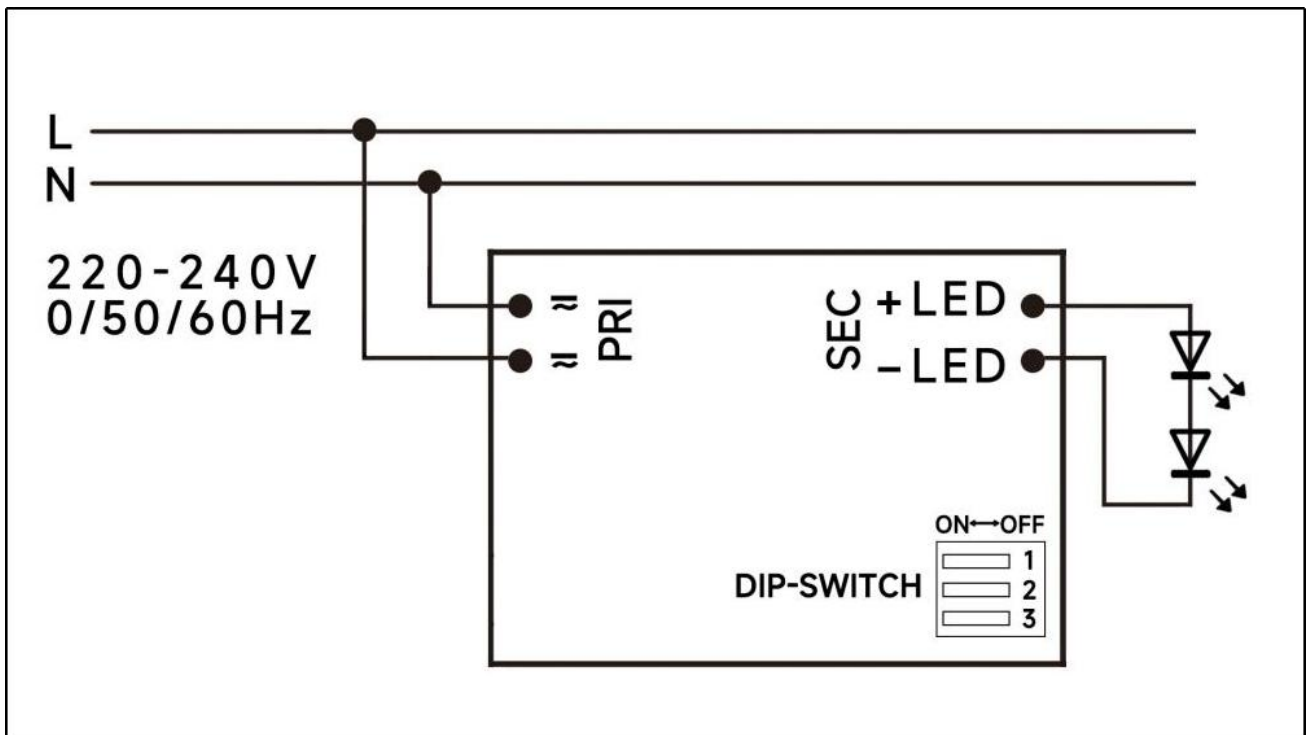 L
N
220-240V
0/50/60Hz
PRI
SEC
+LED
–LED
ON↔OFF
DIP-SWITCH
1
2
3